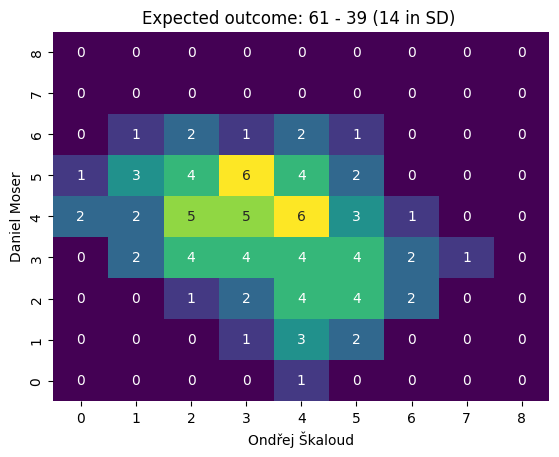 Expected outcome: 61 - 39 (14 in SD)
8 0 0 0 0 0 0 0 0 0
7 0 0 0 0 0 0 0 0 0
6 0 1 2 1 2 1 0 0 0
5 1 3 4 6 4 2 0 0 0
Daniel Moser
4 2 2 5 5 6 3 1 0 0
3 0 2 4 4 4 4 2 1 0
2 0 0 1 2 4 4 2 0 0
1 0 0 0 1 3 2 0 0 0
0 0 0 0 0 1 0 0 0 0
0 1 2 3 4 5 6 7 8
Ondřej Škaloud